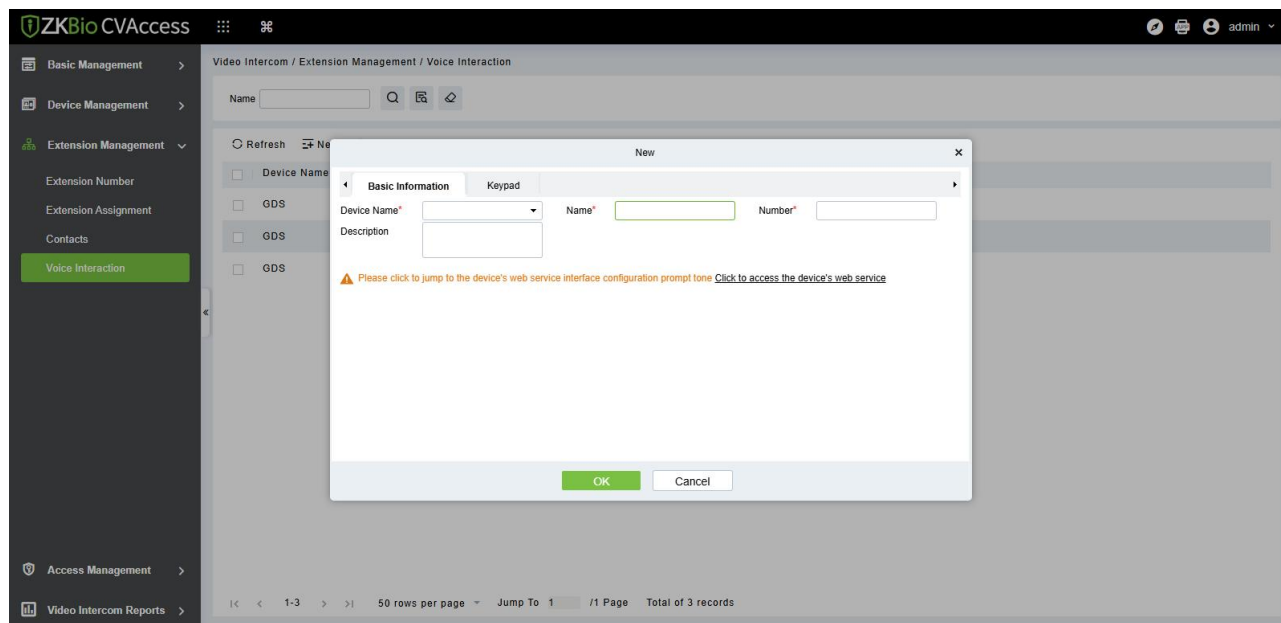 ZKBio CVAccess
admin
Basic Management
Device Management
Extension Management
Extension Number
Extension Assignment
Contacts
Voice Interaction
Access Management
Video Intercom Reports
Video Intercom / Extension Management / Voice Interaction
Name
Refresh Ne
Device Name
GDS
GDS
GDS
New
Basic Information Keypad
Device Name* Name* Number*
Description
Please click to jump to the device's web service interface configuration prompt tone Click to access the device's web service
OK Cancel
1-3 50 rows per page Jump To 1 /1 Page Total of 3 records